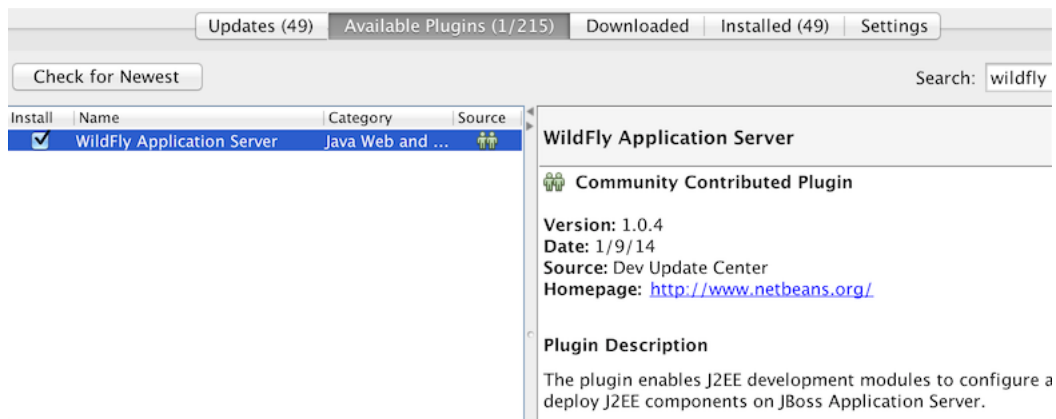 Updates (49) Available Plugins (1/215) Downloaded Installed (49) Settings
Check for Newest Search: wildfly
Install Name Category Source
WildFly Application Server Java Web and ...
WildFly Application Server
Community Contributed Plugin
Version: 1.0.4
Date: 1/9/14
Source: Dev Update Center
Homepage: http://www.netbeans.org/
Plugin Description
The plugin enables J2EE development modules to configure a
deploy J2EE components on JBoss Application Server.